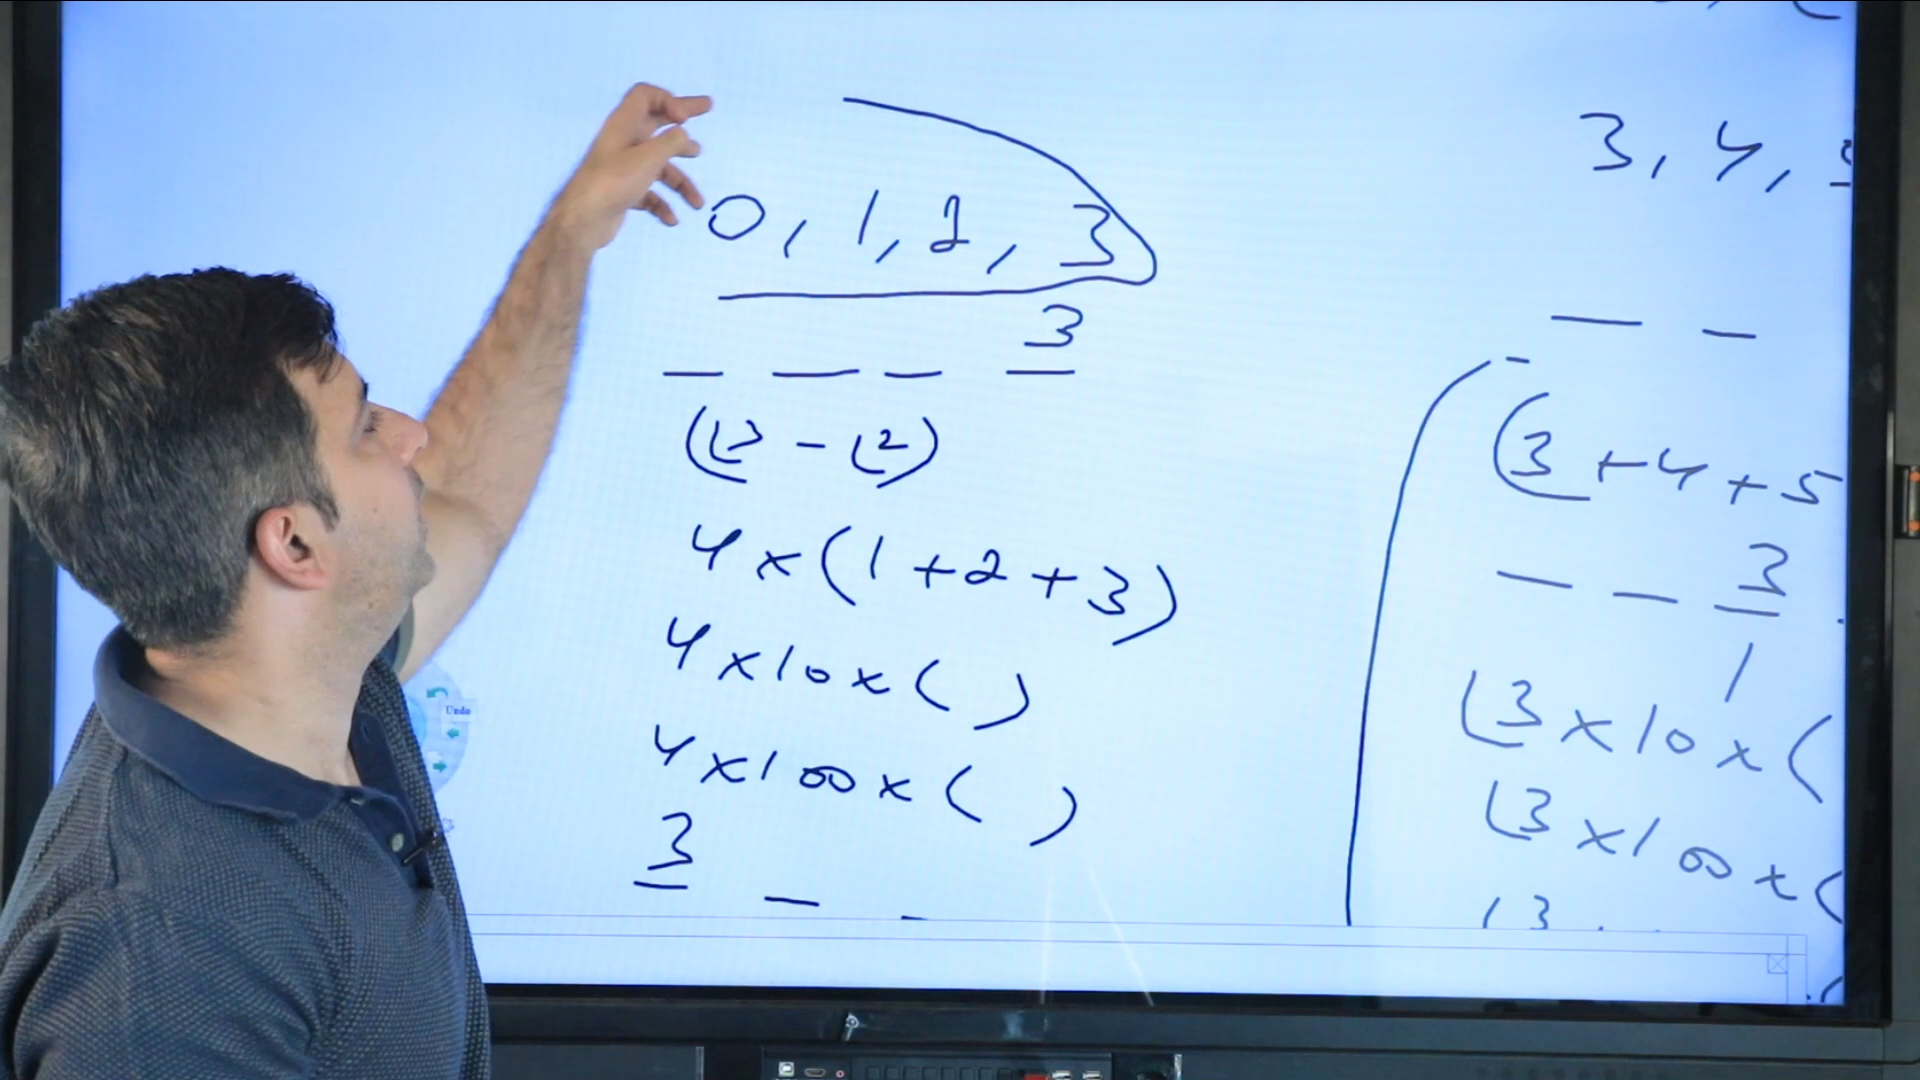 0, 1, 2, 3
3
(∟3 - ∟2)
4 x (1 + 2 + 3)
4 x 10 x ( )
4 x 100 x ( )
3
Undo
3, 4,
(3 + 4 + 5
3
1
∟3 x 10 x (
∟3 x 100 x (